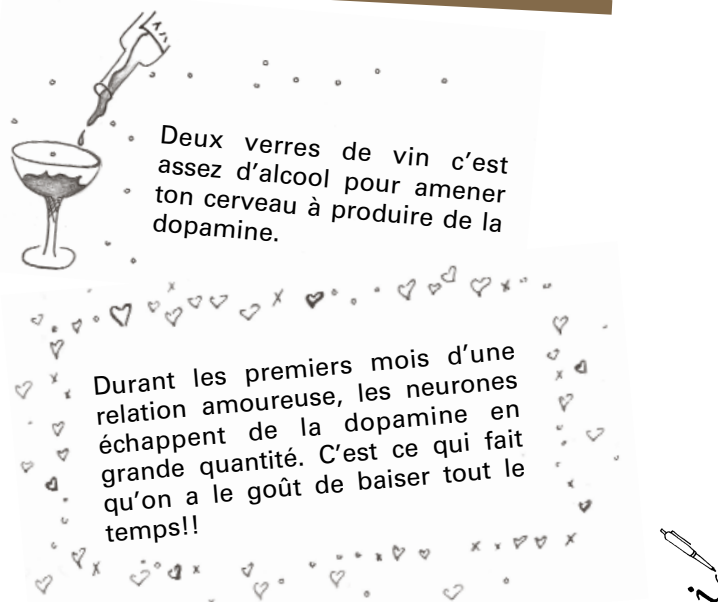 Deux verres de vin c'est
assez d'alcool pour amener
ton cerveau à produire de la
dopamine.
Durant les premiers mois d'une
relation amoureuse, les neurones
échappent de la dopamine en
grande quantité. C'est ce qui fait
qu'on a le goût de baiser tout le
temps!!